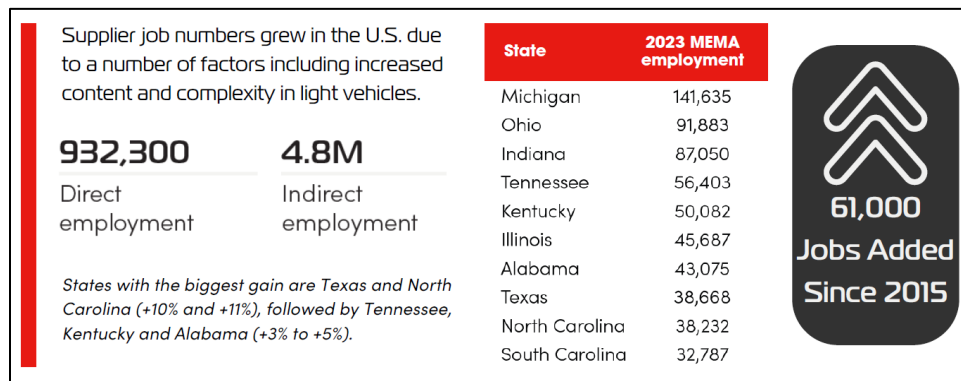 Supplier job numbers grew in the U.S. due
to a number of factors including increased
content and complexity in light vehicles.
932,300
Direct
employment
4.8M
Indirect
employment
States with the biggest gain are Texas and North
Carolina (+10% and +11%), followed by Tennessee,
Kentucky and Alabama (+3% to +5%).
State 2023 MEMA employment
Michigan 141,635
Ohio 91,883
Indiana 87,050
Tennessee 56,403
Kentucky 50,082
Illinois 45,687
Alabama 43,075
Texas 38,668
North Carolina 38,232
South Carolina 32,787
61,000
Jobs Added
Since 2015